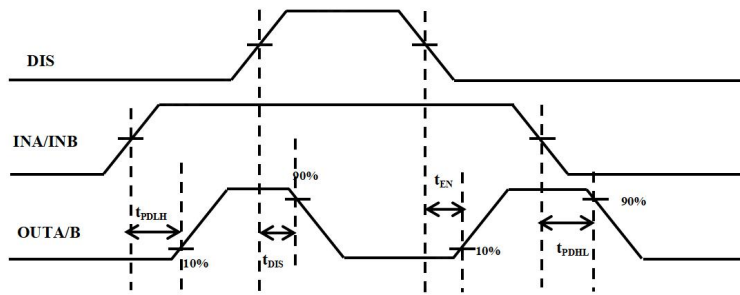 DIS
INA/INB
90%
tEN
tPDLH
90%
OUTA/B
10%
tDIS
10%
tPDHL